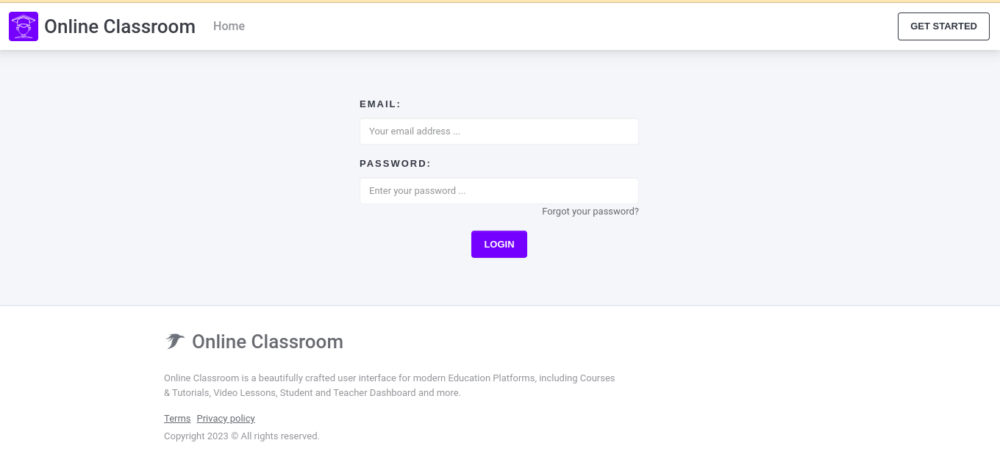 Online Classroom Home GET STARTED
EMAIL:
Your email address ...
PASSWORD:
Enter your password ...
Forgot your password?
LOGIN
Online Classroom
Online Classroom is a beautifully crafted user interface for modern Education Platforms, including Courses
& Tutorials, Video Lessons, Student and Teacher Dashboard and more.
Terms Privacy policy
Copyright 2023 © All rights reserved.